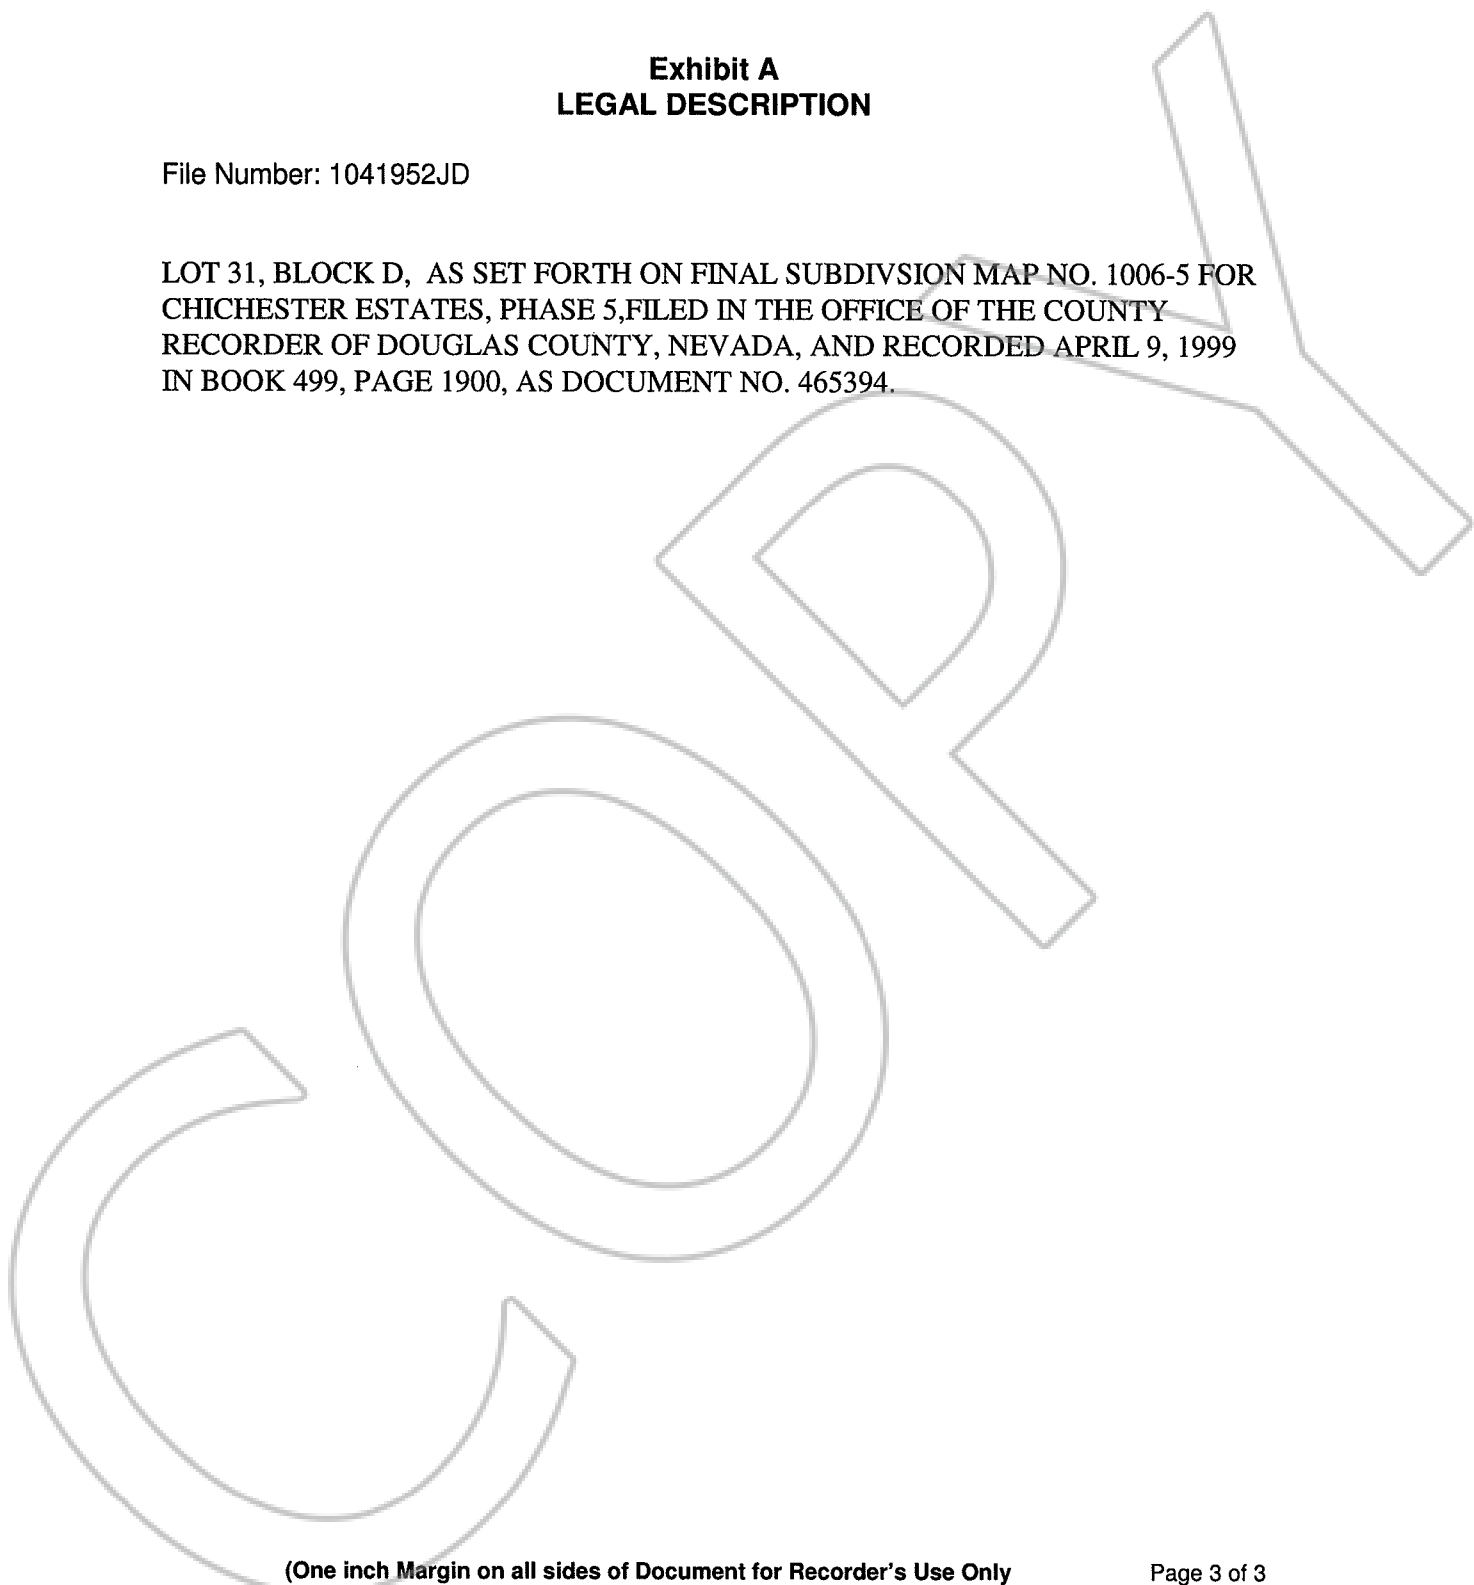 Exhibit A
LEGAL DESCRIPTION
File Number: 1041952JD
LOT 31, BLOCK D, AS SET FORTH ON FINAL SUBDIVSION MAP NO. 1006-5 FOR
CHICHESTER ESTATES, PHASE 5,FILED IN THE OFFICE OF THE COUNTY
RECORDER OF DOUGLAS COUNTY, NEVADA, AND RECORDED APRIL 9, 1999
IN BOOK 499, PAGE 1900, AS DOCUMENT NO. 465394.
COPY
(One inch Margin on all sides of Document for Recorder's Use Only
Page 3 of 3